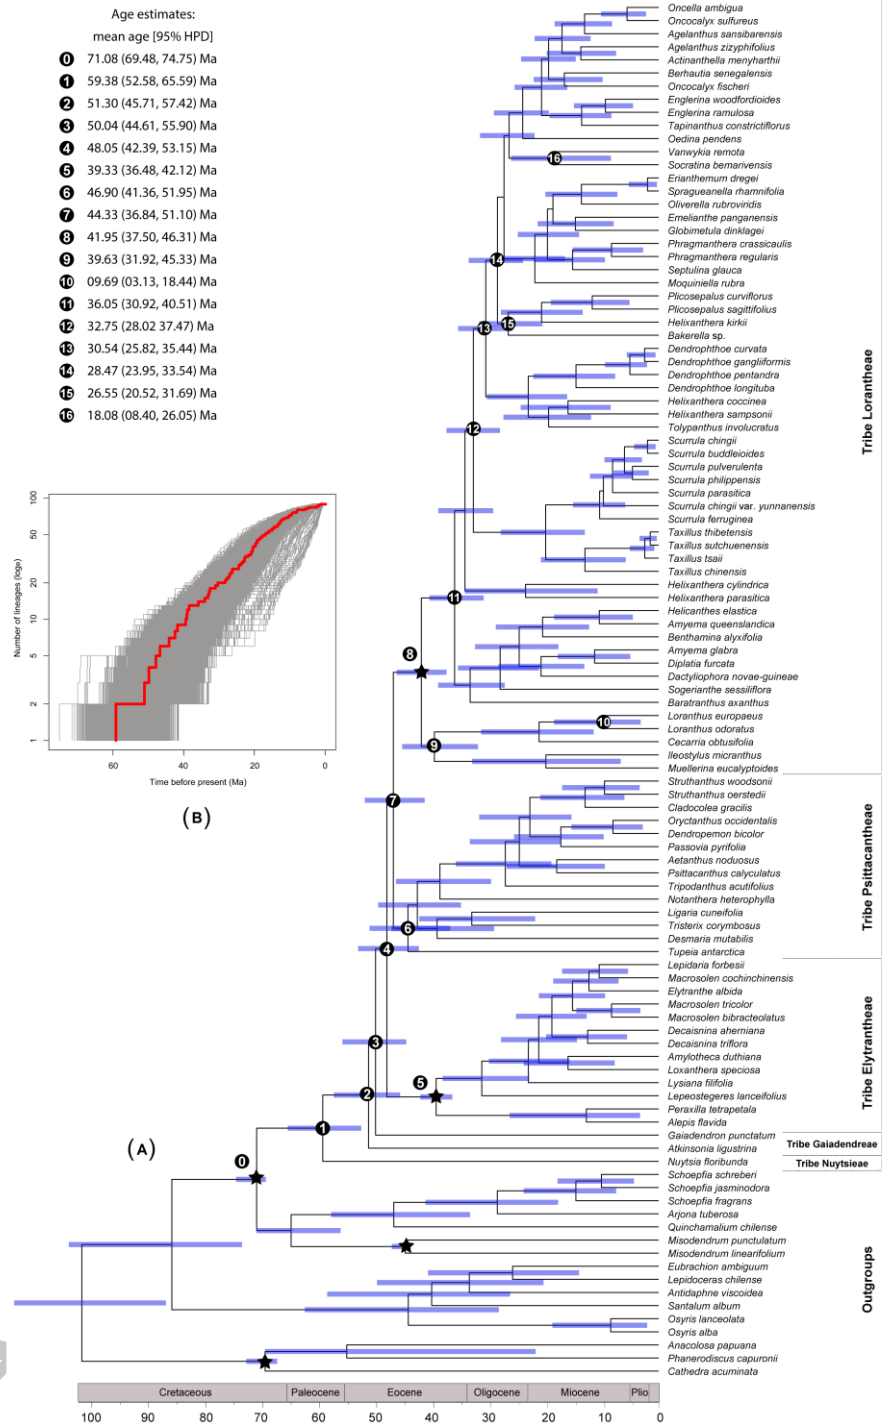 Age estimates:
mean age [95% HPD]
0 71.08 (69.48, 74.75) Ma
1 59.38 (52.58, 65.59) Ma
2 51.30 (45.71, 57.42) Ma
3 50.04 (44.61, 55.90) Ma
4 48.05 (42.39, 53.15) Ma
5 39.33 (36.48, 42.12) Ma
6 46.90 (41.36, 51.95) Ma
7 44.33 (36.84, 51.10) Ma
8 41.95 (37.50, 46.31) Ma
9 39.63 (31.92, 45.33) Ma
10 09.69 (03.13, 18.44) Ma
11 36.05 (30.92, 40.51) Ma
12 32.75 (28.02 37.47) Ma
13 30.54 (25.82, 35.44) Ma
14 28.47 (23.95, 33.54) Ma
15 26.55 (20.52, 31.69) Ma
16 18.08 (08.40, 26.05) Ma
Number of lineages (loge)
100
50
20
10
5
2
1
60 40 20 0
Time before present (Ma)
(B)
(A)
Oncella ambigua
Oncocalyx sulfureus
Agelanthus sansibarensis
Agelanthus zizyphifolius
Actinanthella menyharthii
Berhautia senegalensis
Oncocalyx fischeri
Englerina woodfordioides
Englerina ramulosa
Tapinanthus constrictiflorus
Oedina pendens
Vanwykia remota
Socratina bemarivensis
Erianthemum dregei
Spragueanella rhamnifolia
Oliverella rubroviridis
Emelianthe panganensis
Globimetula dinklagei
Phragmanthera crassicaulis
Phragmanthera regularis
Septulina glauca
Moquiniella rubra
Plicosepalus curviflorus
Plicosepalus sagittifolius
Helixanthera kirkii
Bakerella sp.
Dendrophthoe curvata
Dendrophthoe gangliiformis
Dendrophthoe pentandra
Dendrophthoe longituba
Helixanthera coccinea
Helixanthera sampsonii
Tolypanthus involucratus
Scurrula chingii
Scurrula buddleioides
Scurrula pulverulenta
Scurrula philippensis
Scurrula parasitica
Scurrula chingii var. yunnanensis
Scurrula ferruginea
Taxillus thibetensis
Taxillus sutchuenensis
Taxillus tsaii
Taxillus chinensis
Helixanthera cylindrica
Helixanthera parasitica
Helicanthes elastica
Amyema queenslandica
Benthamina alyxifolia
Amyema glabra
Diplatia furcata
Dactyliophora novae-guineae
Sogerianthe sessiliflora
Baratranthus axanthus
Loranthus europaeus
Loranthus odoratus
Cecarria obtusifolia
Ileostylus micranthus
Muellerina eucalyptoides
Struthanthus woodsonii
Struthanthus oerstedii
Cladocolea gracilis
Oryctanthus occidentalis
Dendropemon bicolor
Passovia pyrifolia
Aetanthus nodosus
Psittacanthus calyculatus
Tripodanthus acutifolius
Notanthera heterophylla
Ligaria cuneifolia
Tristerix corymbosus
Desmaria mutabilis
Tupeia antarctica
Lepidaria forbesii
Macrosolen cochinchinensis
Elytranthe albida
Macrosolen tricolor
Macrosolen bibracteolatus
Decaisnina aherniana
Decaisnina triflora
Amylotheca duthiana
Loxanthera speciosa
Lysiana filifolia
Lepeostegeres lanceifolius
Peraxilla tetrapetala
Alepis flavida
Gaiadendron punctatum
Atkinsonia ligustrina
Nuytsia floribunda
Schoepfia schreberi
Schoepfia jasminodora
Schoepfia fragrans
Arjona tuberosa
Quinchamalium chilense
Misodendrum punctulatum
Misodendrum linearifolium
Eubrachion ambiguum
Lepidoceras chilense
Antidaphne viscoidea
Santalum album
Osyris lanceolata
Osyris alba
Anacolosa papuana
Phanerodiscus capuronii
Cathedra acuminata
Tribe Lorantheae
Tribe Psittacantheae
Tribe Elytrantheae
Tribe Gaiadendreae
Tribe Nuytsieae
Outgroups
16
14
15
13
12
11
8
10
9
7
6
4
3
5
2
1
0
Cretaceous Paleocene Eocene Oligocene Miocene Plio
100 90 80 70 60 50 40 30 20 10 0